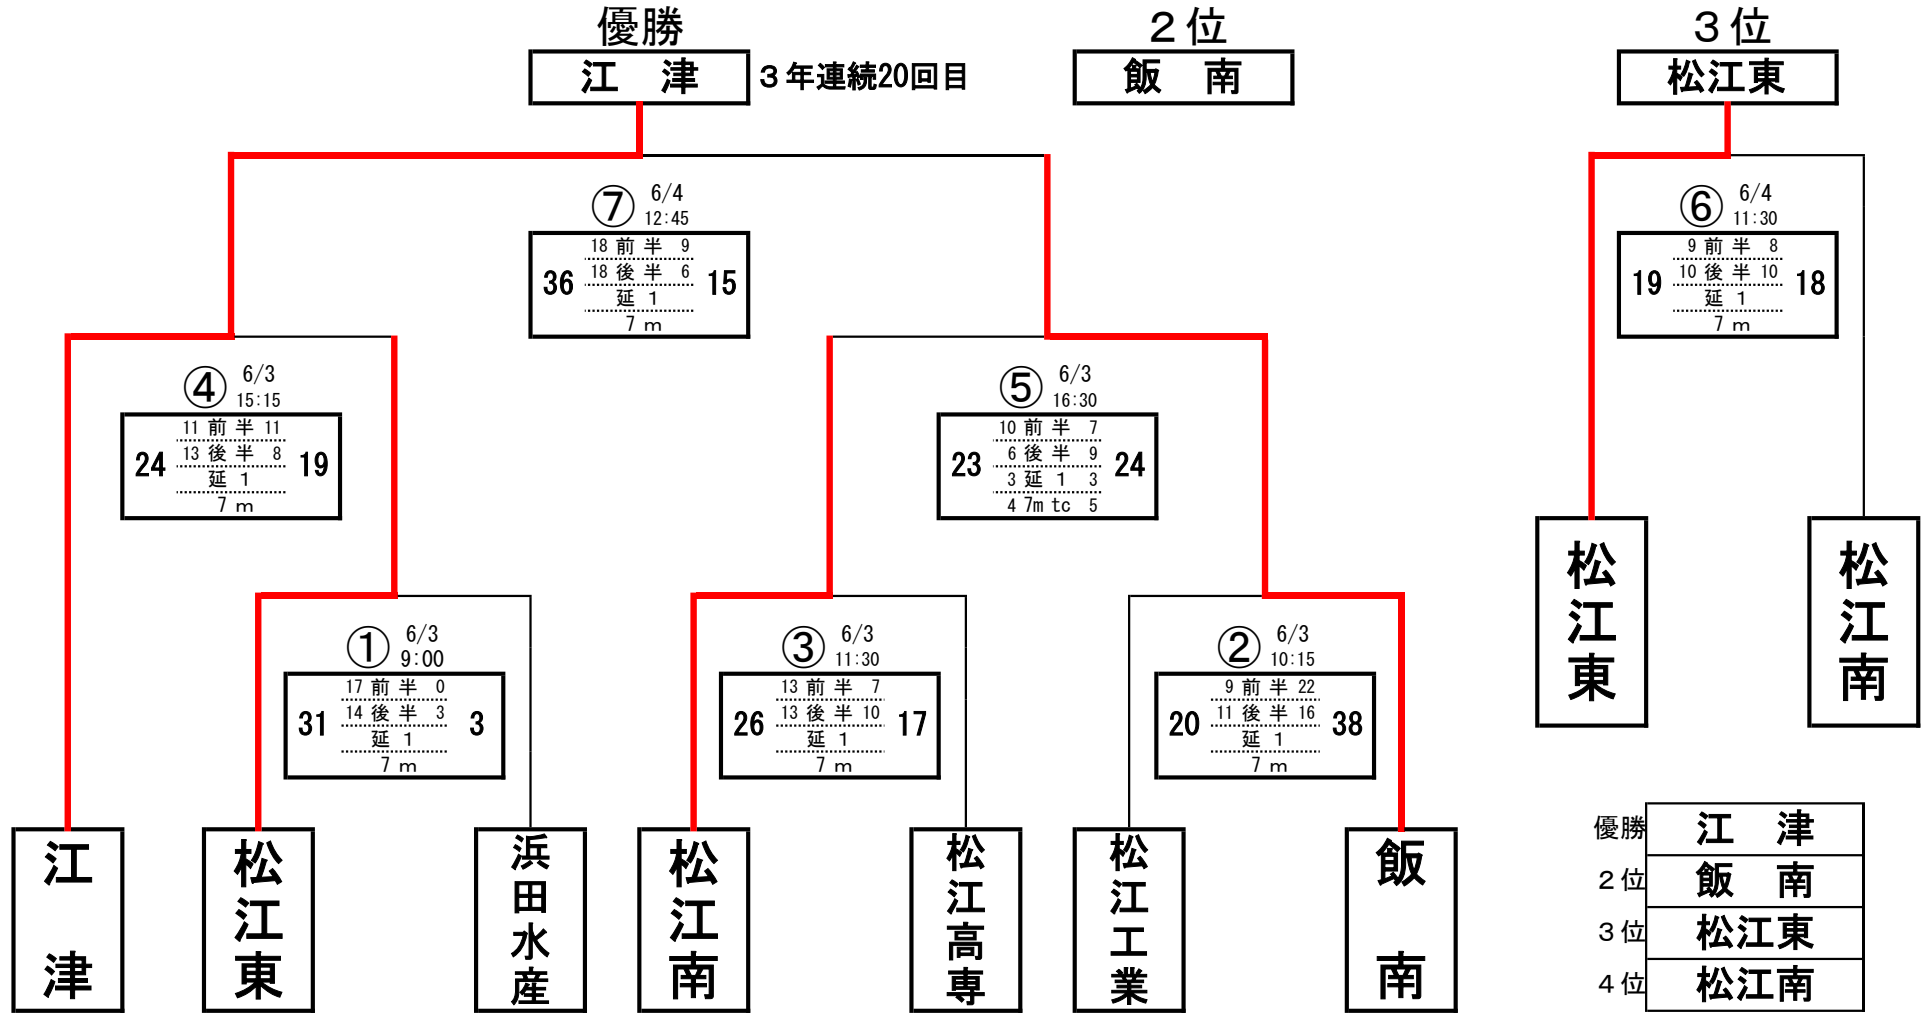 優勝
江 津
３年連続20回目
２位
飯 南
３位
松江東
⑦ 6/4
12:45
36
18 前半 9
18 後半 6
延 1
7 m
15
⑥ 6/4
11:30
19
9 前半 8
10 後半 10
延 1
7 m
18
④ 6/3
15:15
24
11 前半 11
13 後半 8
延 1
7 m
19
⑤ 6/3
16:30
23
10 前半 7
6 後半 9
3 延 1 3
4 7m tc 5
24
① 6/3
9:00
31
17 前半 0
14 後半 3
延 1
7 m
3
③ 6/3
11:30
26
13 前半 7
13 後半 10
延 1
7 m
17
② 6/3
10:15
20
9 前半 22
11 後半 16
延 1
7 m
38
松江東
松江南
江 津
松江東
浜田水産
松江南
松江高専
松江工業
飯 南
優勝 江 津
２位 飯 南
３位 松江東
４位 松江南